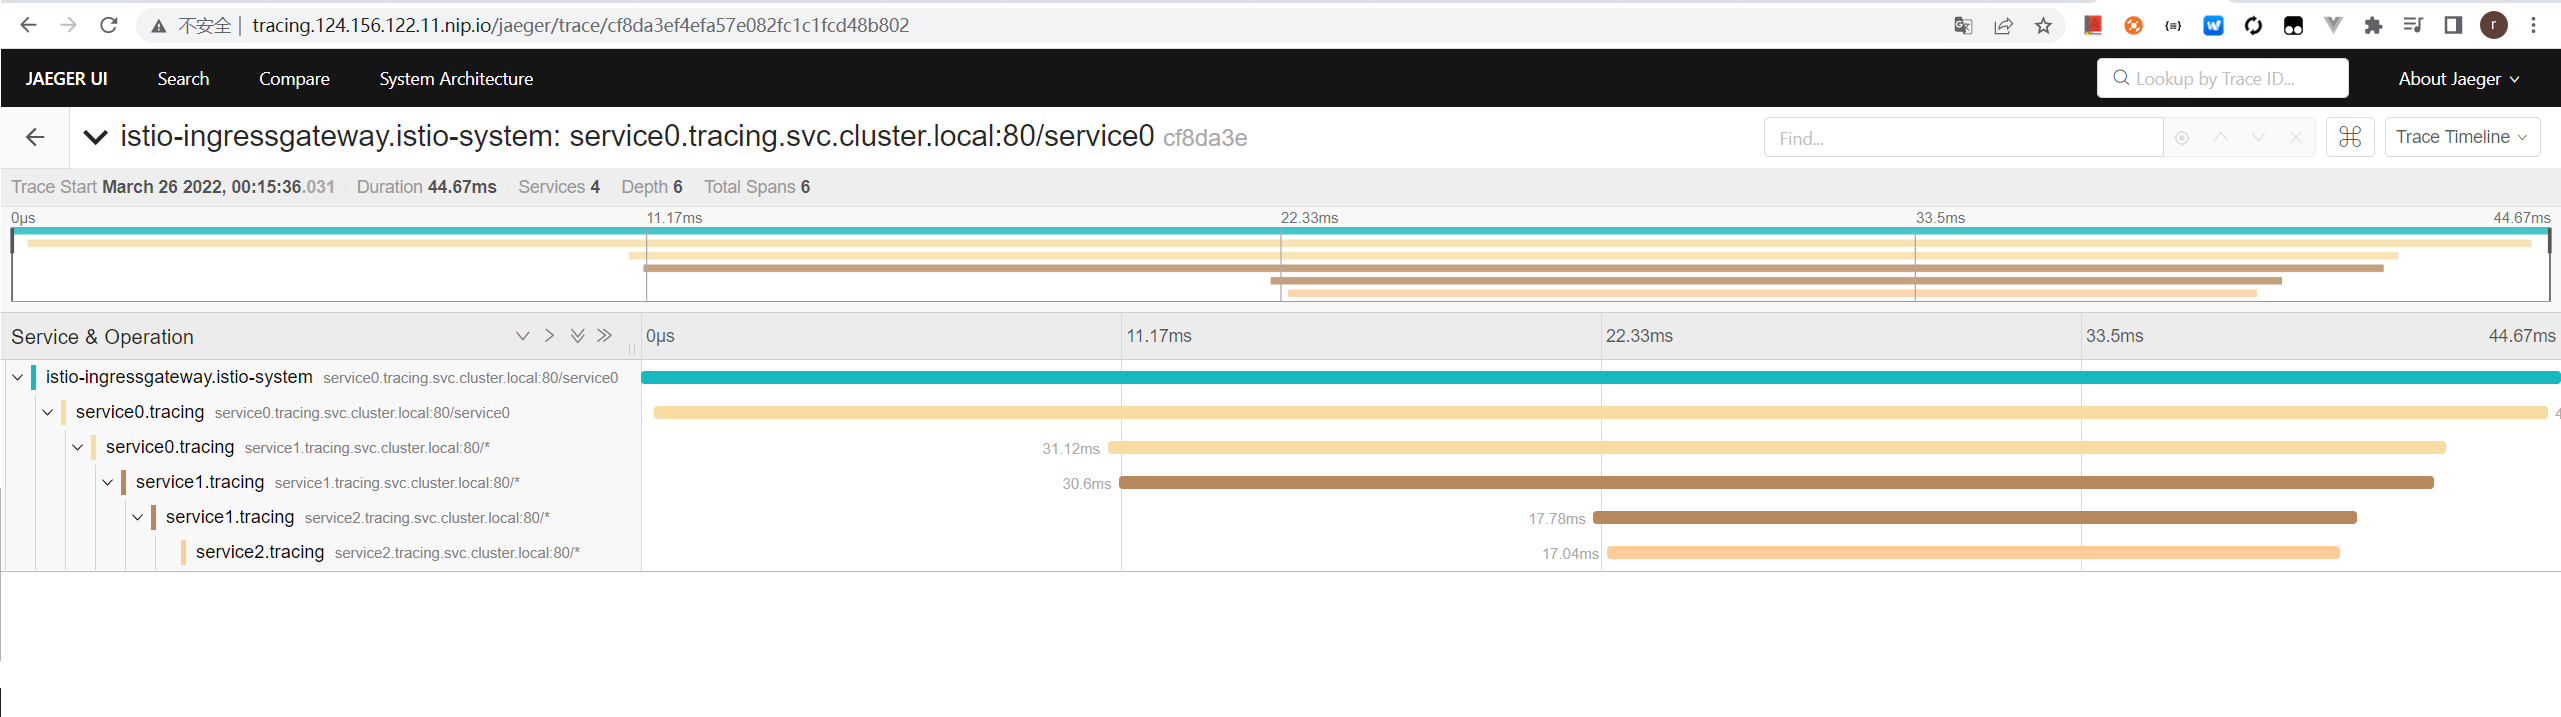 不安全 | tracing.124.156.122.11.nip.io/jaeger/trace/cf8da3ef4efa57e082fc1c1fcd48b802
r
JAEGER UI Search Compare System Architecture Lookup by Trace ID... About Jaeger
istio-ingressgateway.istio-system: service0.tracing.svc.cluster.local:80/service0 cf8da3e Find... Trace Timeline
Trace Start March 26 2022, 00:15:36.031 Duration 44.67ms Services 4 Depth 6 Total Spans 6
0μs 11.17ms 22.33ms 33.5ms 44.67ms
Service & Operation 0μs 11.17ms 22.33ms 33.5ms 44.67ms
istio-ingressgateway.istio-system service0.tracing.svc.cluster.local:80/service0
service0.tracing service0.tracing.svc.cluster.local:80/service0 4
service0.tracing service1.tracing.svc.cluster.local:80/* 31.12ms
service1.tracing service1.tracing.svc.cluster.local:80/* 30.6ms
service1.tracing service2.tracing.svc.cluster.local:80/* 17.78ms
service2.tracing service2.tracing.svc.cluster.local:80/* 17.04ms